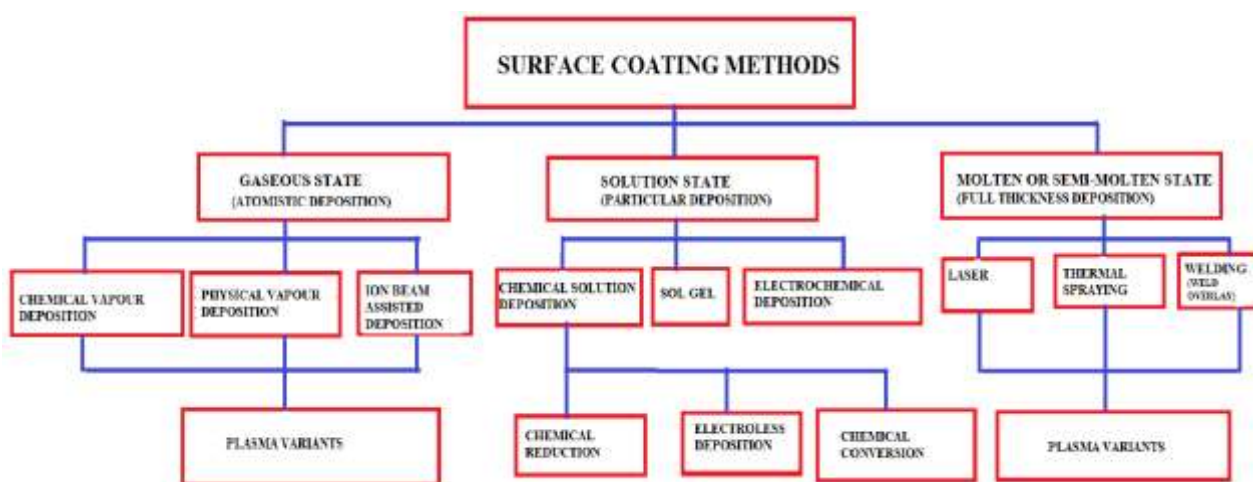 SURFACE COATING METHODS
GASEOUS STATE
(ATOMISTIC DEPOSITION)
SOLUTION STATE
(PARTICULAR DEPOSITION)
MOLTEN OR SEMI-MOLTEN STATE
(FULL THICKNESS DEPOSITION)
CHEMICAL VAPOUR
DEPOSITION
PHYSICAL VAPOUR
DEPOSITION
ION BEAM
ASSISTED
DEPOSITION
CHEMICAL SOLUTION
DEPOSITION
SOL GEL
ELECTROCHEMICAL
DEPOSITION
LASER
THERMAL
SPRAYING
WELDING
(WELD
OVERLAY)
PLASMA VARIANTS
CHEMICAL
REDUCTION
ELECTROLESS
DEPOSITION
CHEMICAL
CONVERSION
PLASMA VARIANTS